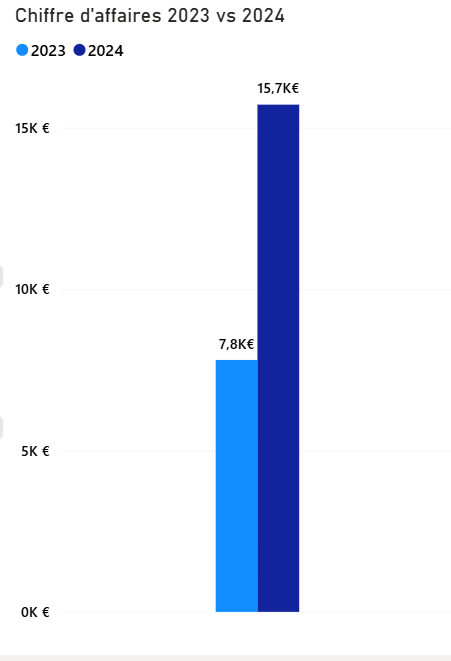 Chiffre d'affaires 2023 vs 2024
2023 2024
15,7K€
15K €
10K €
7,8K€
5K €
0K €